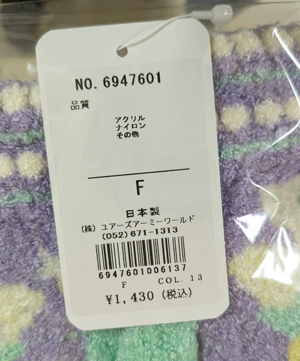 NO. 6947601
品質
アクリル
ナイロン
その他
F
日本製
(株) ユアーズアーミーワールド
(052) 671-1313
6947601006137
F COL. 13
¥1,430 (税込)